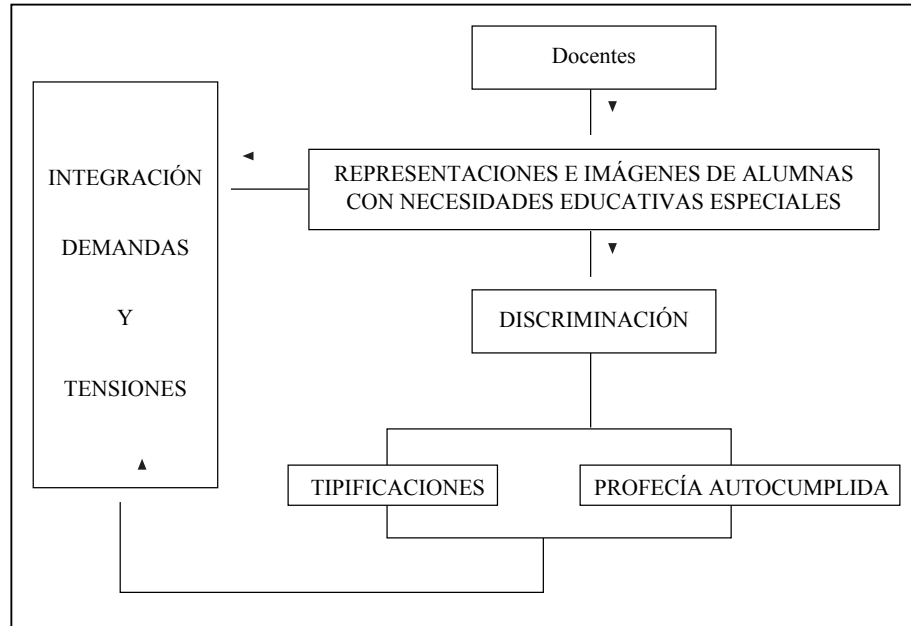 Docentes
REPRESENTACIONES E IMÁGENES DE ALUMNAS
CON NECESIDADES EDUCATIVAS ESPECIALES
INTEGRACIÓN
DEMANDAS
Y
TENSIONES
DISCRIMINACIÓN
TIPIFICACIONES
PROFECÍA AUTOCUMPLIDA